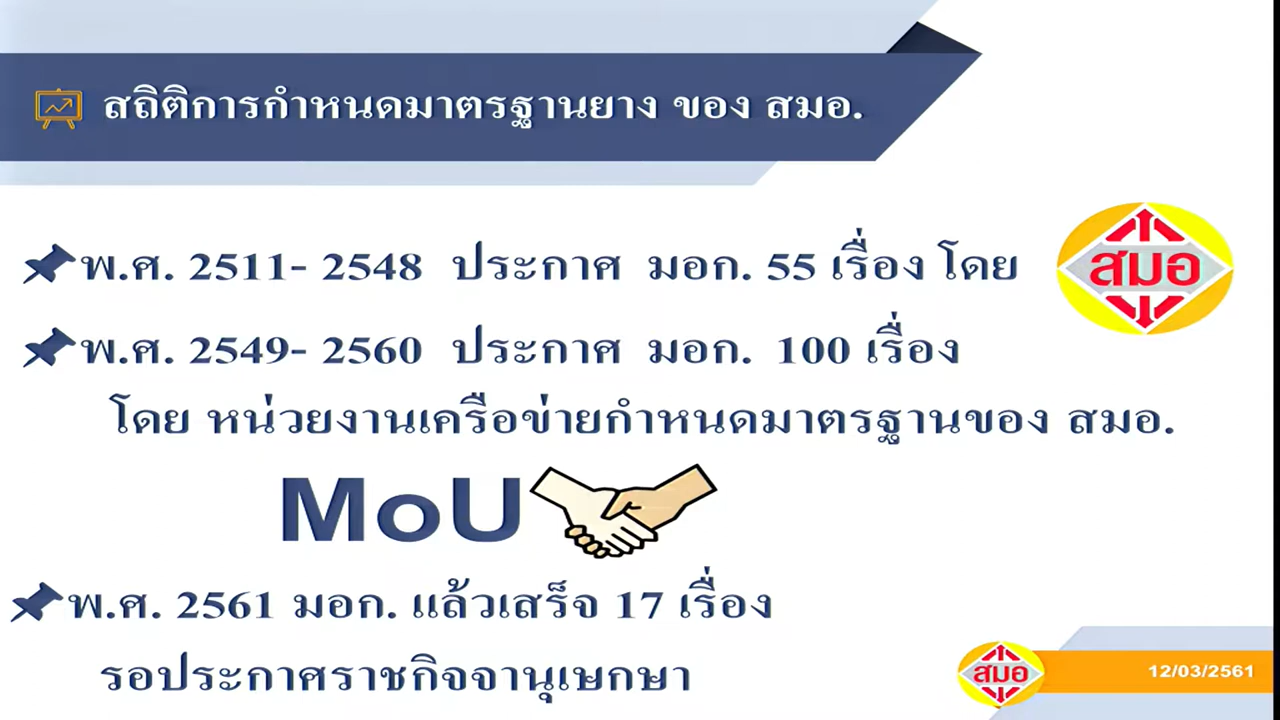 สถิติการกำหนดมาตรฐานยาง ของ สมอ.
พ.ศ. 2511- 2548 ประกาศ มอก. 55 เรื่อง โดย
สมอ
พ.ศ. 2549- 2560 ประกาศ มอก. 100 เรื่อง
โดย หน่วยงานเครือข่ายกำหนดมาตรฐานของ สมอ.
MoU
พ.ศ. 2561 มอก. แล้วเสร็จ 17 เรื่อง
รอประกาศราชกิจจานุเษกษา
สมอ
12/03/2561